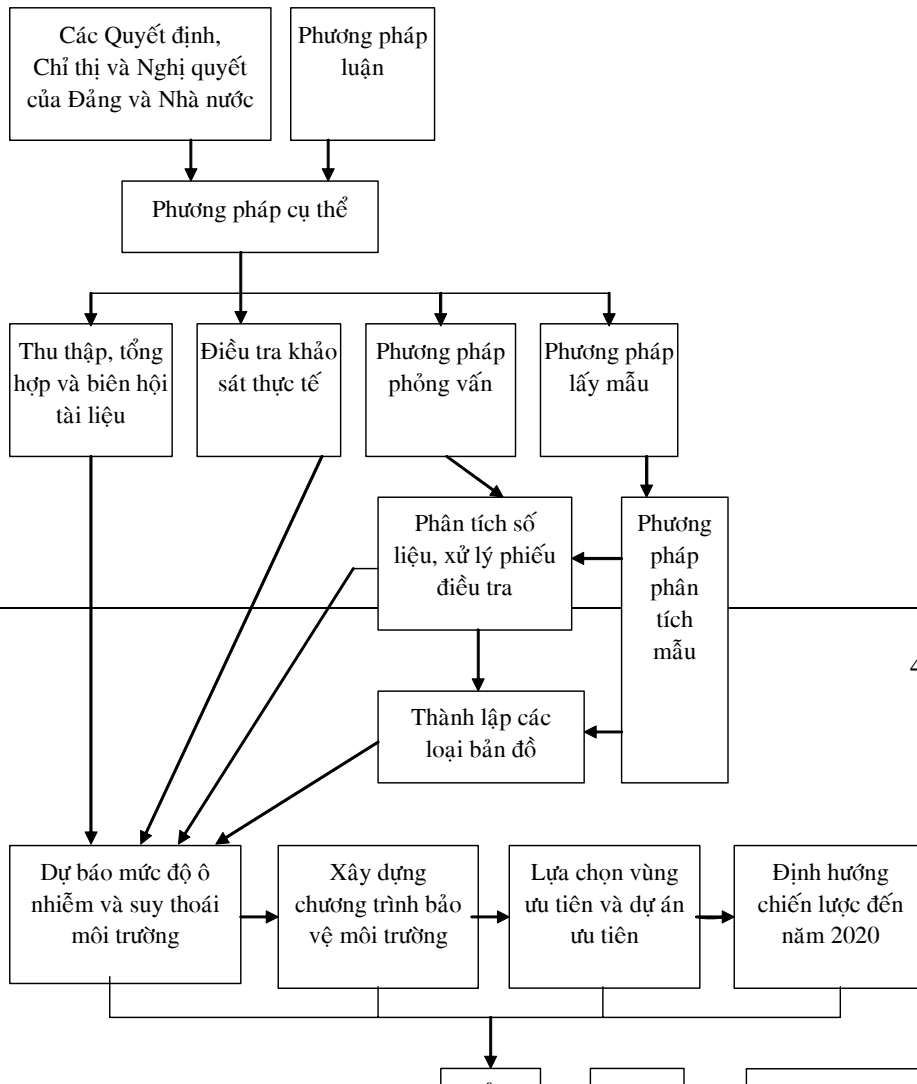 Các Quyết định,
Chỉ thị và Nghị quyết
của Đảng và Nhà nước
Phương pháp
luận
Phương pháp cụ thể
Thu thập, tổng
hợp và biên hội
tài liệu
Điều tra khảo
sát thực tế
Phương pháp
phỏng vấn
Phương pháp
lấy mẫu
Phân tích số
liệu, xử lý phiếu
điều tra
Phương
pháp
phân
tích
mẫu
Thành lập các
loại bản đồ
Dự báo mức độ ô
nhiễm và suy thoái
môi trường
Xây dựng
chương trình bảo
vệ môi trường
Lựa chọn vùng
ưu tiên và dự án
ưu tiên
Định hướng
chiến lược đến
năm 2020